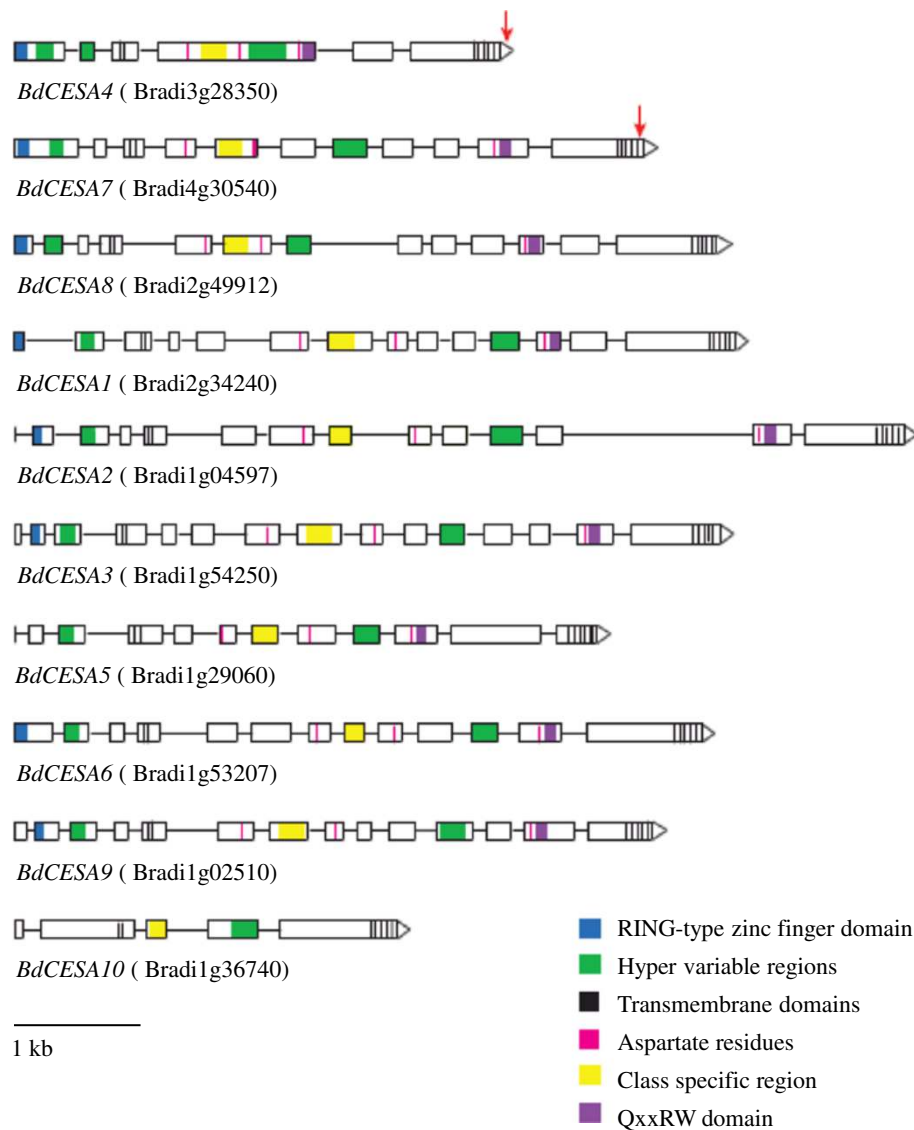 BdCESA4 ( Bradi3g28350)
BdCESA7 ( Bradi4g30540)
BdCESA8 ( Bradi2g49912)
BdCESA1 ( Bradi2g34240)
BdCESA2 ( Bradi1g04597)
BdCESA3 ( Bradi1g54250)
BdCESA5 ( Bradi1g29060)
BdCESA6 ( Bradi1g53207)
BdCESA9 ( Bradi1g02510)
BdCESA10 ( Bradi1g36740)
1 kb
RING-type zinc finger domain
Hyper variable regions
Transmembrane domains
Aspartate residues
Class specific region
QxxRW domain